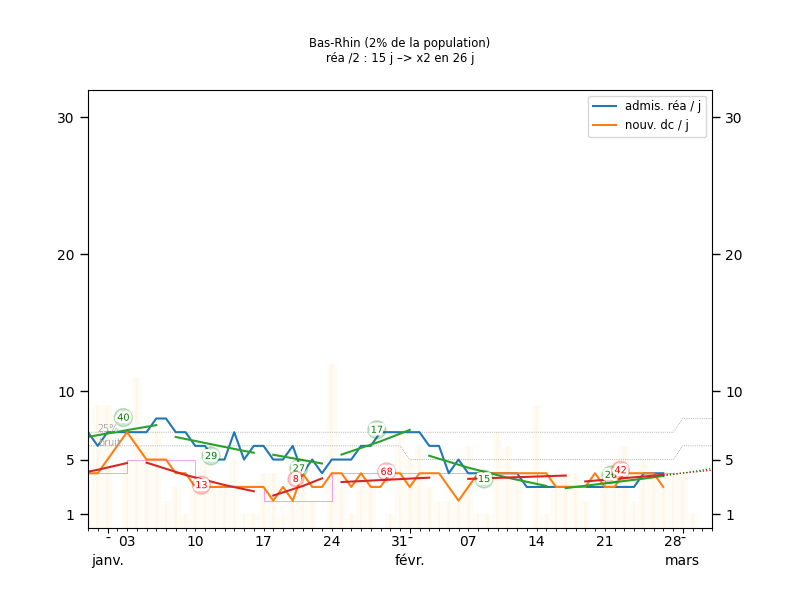 Bas-Rhin (2% de la population)
réa /2 : 15 j –> x2 en 26 j
admis. réa / j
nouv. dc / j
30 30
20 20
10 10
5 5
1 1
25%
bruit
40
29
13
27
8
17
68
15
42
03 10 17 24 31 07 14 21 28
janv. févr. mars